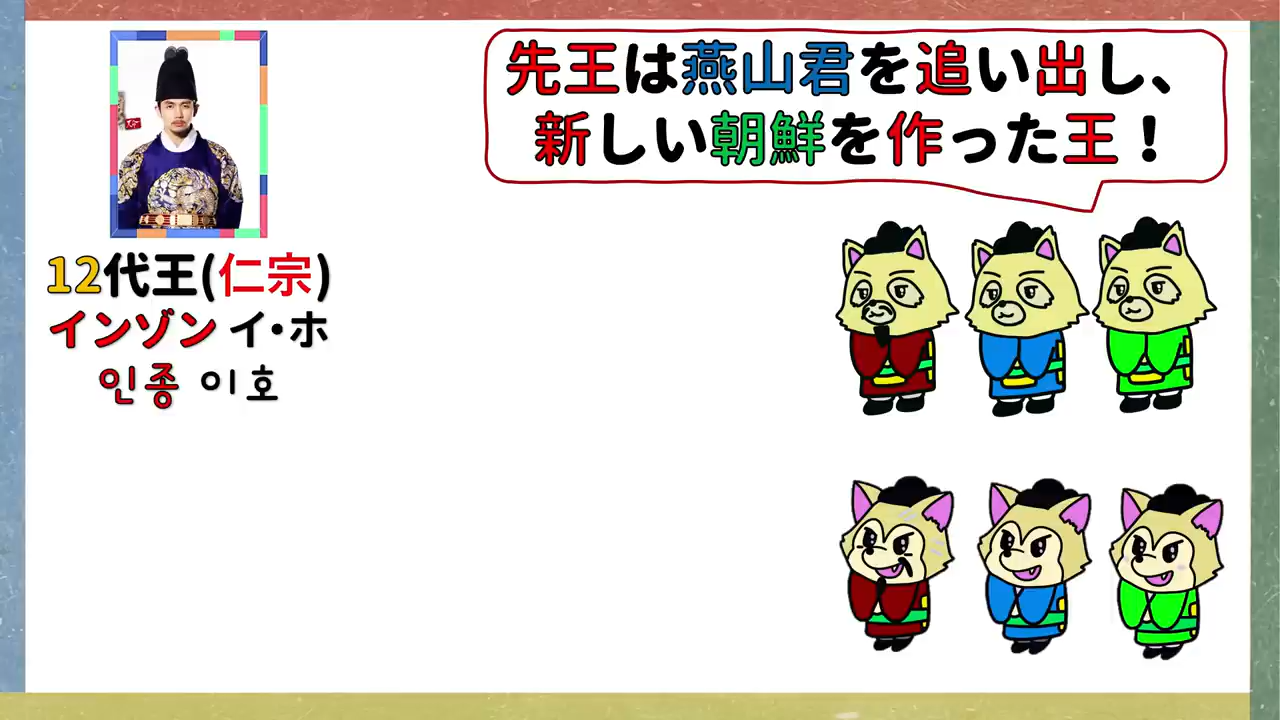 先王は燕山君を追い出し、
新しい朝鮮を作った王！
12代王(仁宗)
インゾン イ・ホ
인종 이호